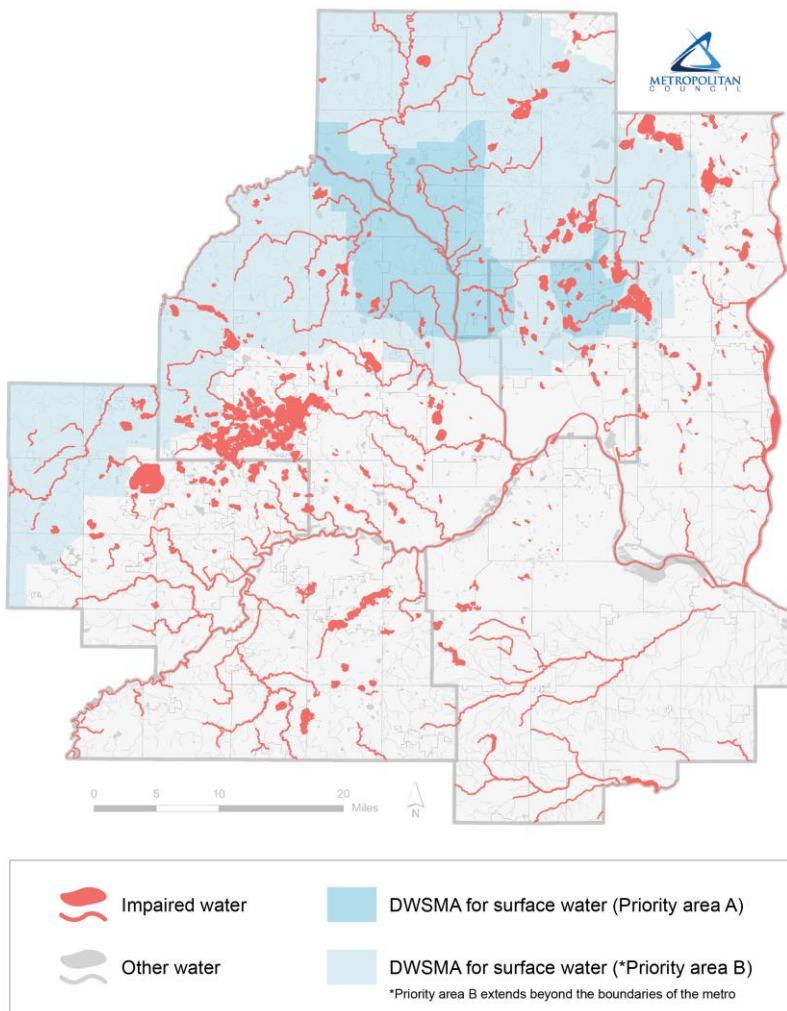 METROPOLITAN
COUNCIL
0 5 10 20
Miles
N
Impaired water
DWSMA for surface water (Priority area A)
Other water
DWSMA for surface water (*Priority area B)
*Priority area B extends beyond the boundaries of the metro